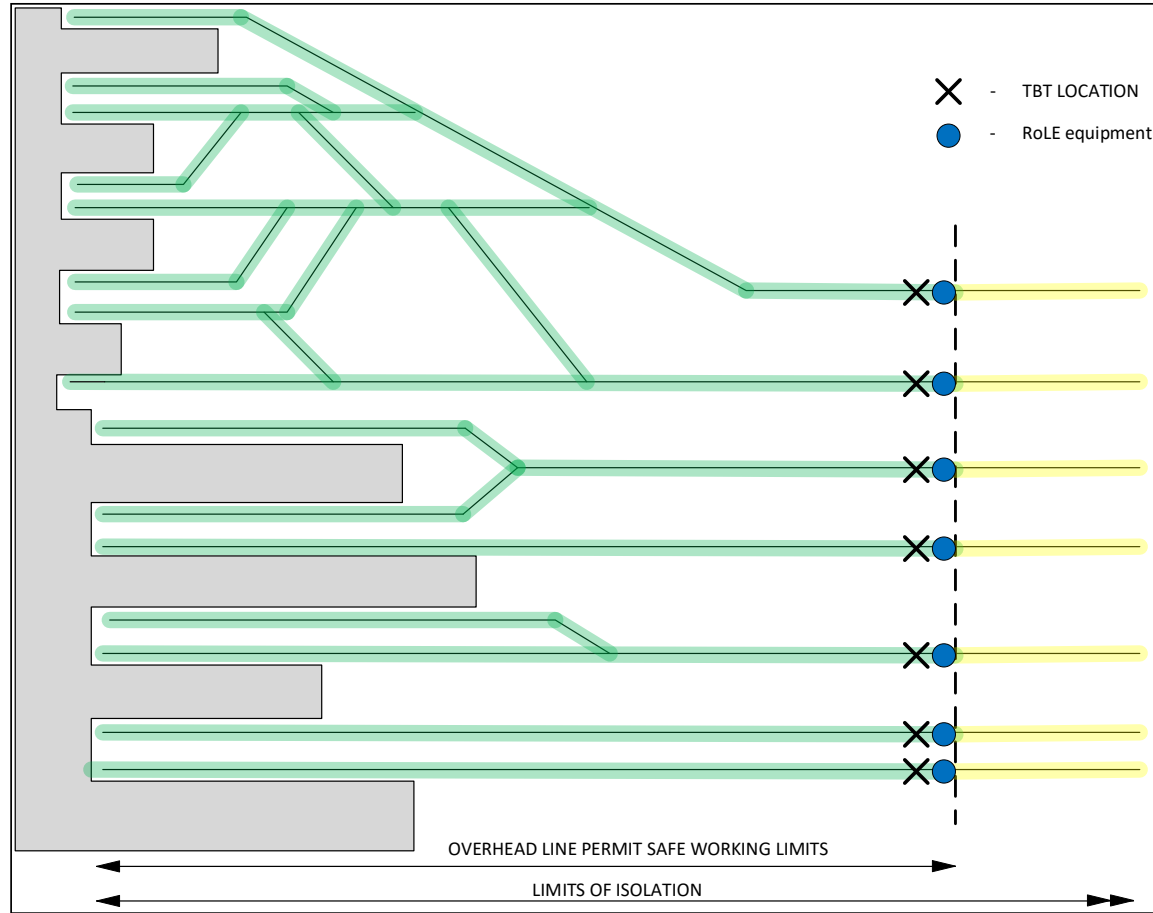 - TBT LOCATION
- RoLE equipment
OVERHEAD LINE PERMIT SAFE WORKING LIMITS
LIMITS OF ISOLATION